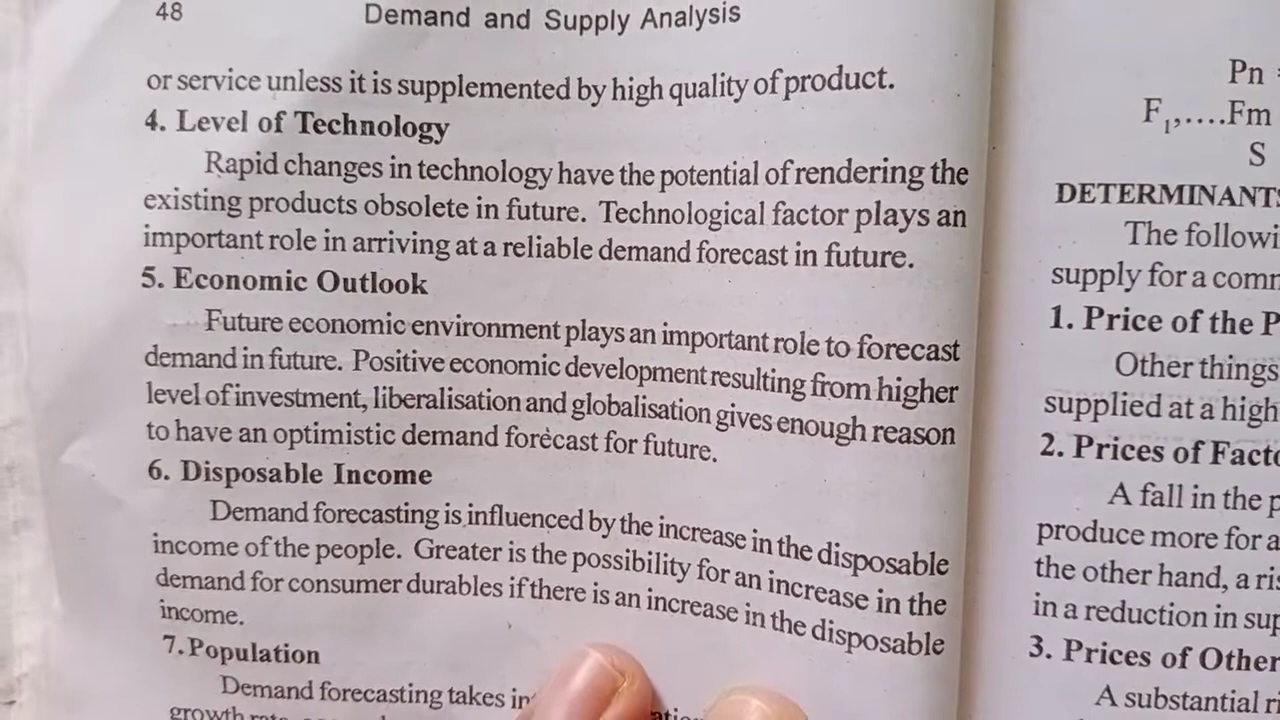 48
Demand and Supply Analysis
or service unless it is supplemented by high quality of product.
4. Level of Technology
Rapid changes in technology have the potential of rendering the
existing products obsolete in future. Technological factor plays an
important role in arriving at a reliable demand forecast in future.
5. Economic Outlook
Future economic environment plays an important role to forecast
demand in future. Positive economic development resulting from higher
level of investment, liberalisation and globalisation gives enough reason
to have an optimistic demand forecast for future.
6. Disposable Income
Demand forecasting is influenced by the increase in the disposable
income of the people. Greater is the possibility for an increase in the
demand for consumer durables if there is an increase in the disposable
income.
7. Population
Demand forecasting takes
growth
Pn
F1,....Fm
S
DETERMINANTS
The
supply for a
1. Price of the
Other things
supplied at a high
2. Prices of
A fall in the
produce more for a
the other hand, a
in a reduction in
3. Prices of Other
A substantial